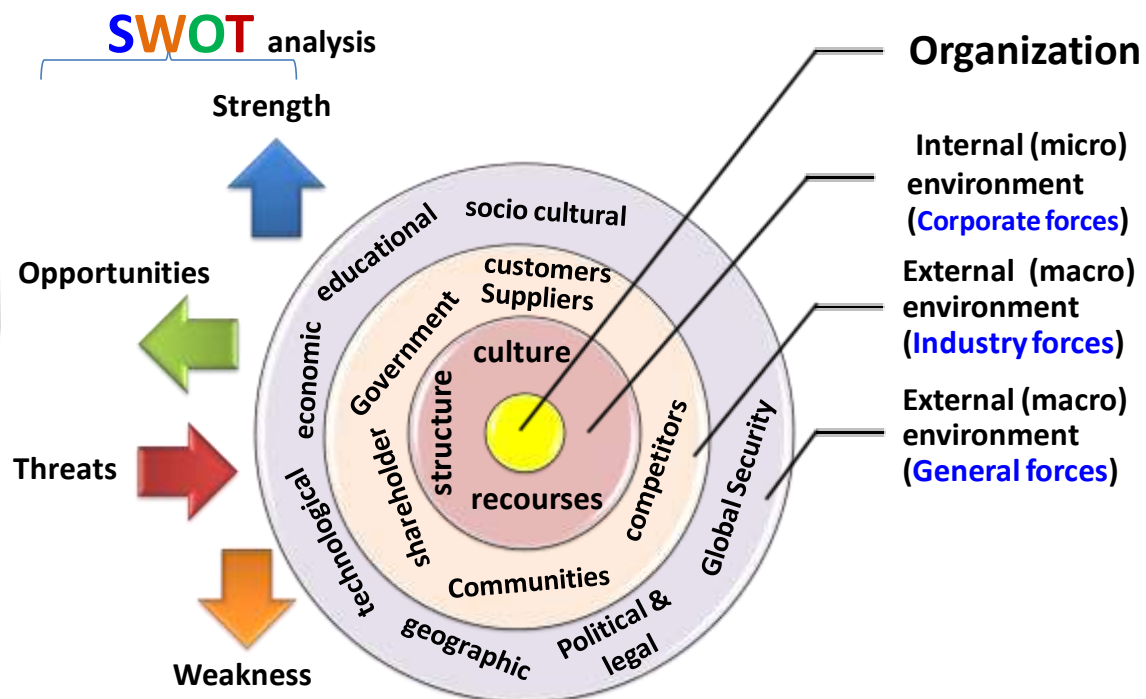 SWOT analysis
Strength
Opportunities
Threats
Weakness
socio cultural
educational
economic
technological
geographic
Political &
legal
Global Security
customers
Suppliers
Government
shareholder
Communities
competitors
culture
structure
recourses
Organization
Internal (micro)
environment
(Corporate forces)
External (macro)
environment
(Industry forces)
External (macro)
environment
(General forces)